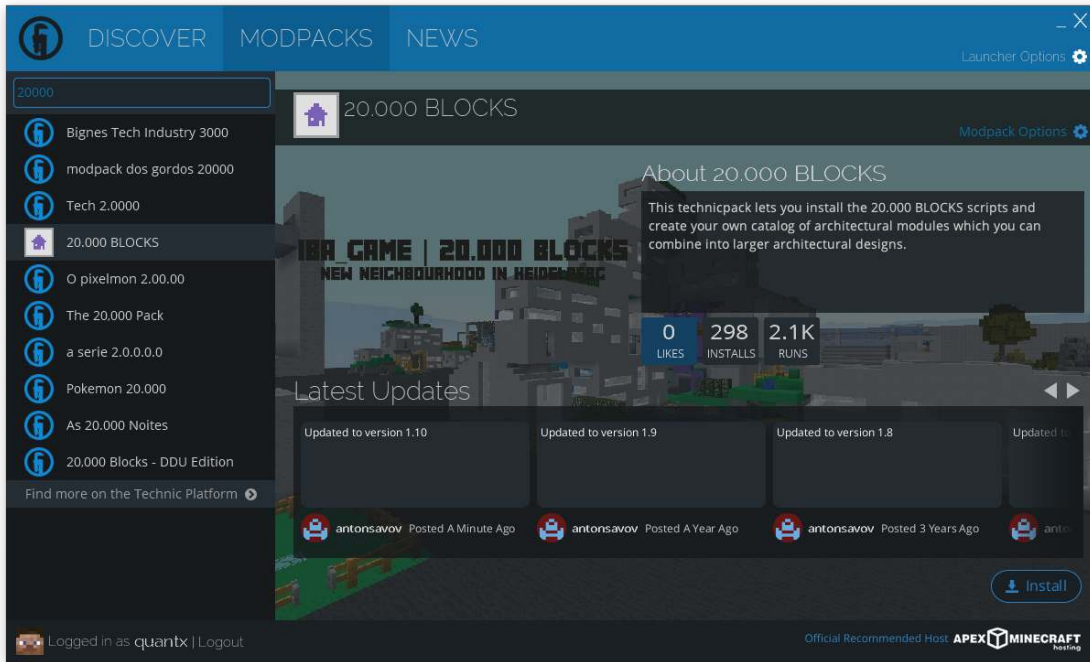 DISCOVER MODPACKS NEWS
_ X
Launcher Options
20000
Bignes Tech Industry 3000
modpack dos gordos 20000
Tech 2.0000
20.000 BLOCKS
O pixelmon 2.00.00
The 20,000 Pack
a serie 2.0.0.0.0
Pokemon 20.000
As 20.000 Noites
20,000 Blocks - DDU Edition
Find more on the Technic Platform
20.000 BLOCKS
Modpack Options
IBA_GAME | 20.000 BLOCKS
NEW NEIGHBOURHOOD IN HEIDELBERG
About 20.000 BLOCKS
This technicpack lets you install the 20.000 BLOCKS scripts and
create your own catalog of architectural modules which you can
combine into larger architectural designs.
0 298 2.1K
LIKES INSTALLS RUNS
Latest Updates
Updated to version 1.10
antonsavov Posted A Minute Ago
Updated to version 1.9
antonsavov Posted A Year Ago
Updated to version 1.8
antonsavov Posted 3 Years Ago
Updated to
Install
Logged in as quantx | Logout
Official Recommended Host APEX MINECRAFT
hosting